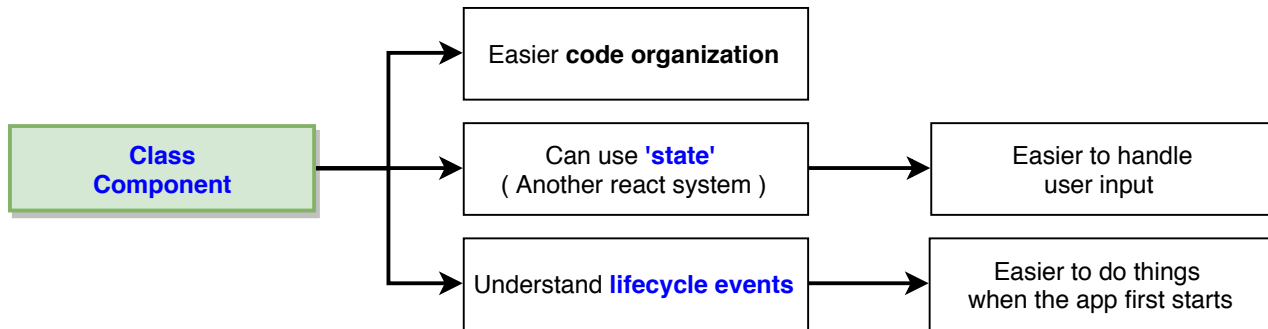 Easier code organization
Class
Component
Can use 'state'
( Another react system )
Easier to handle
user input
Understand lifecycle events
Easier to do things
when the app first starts